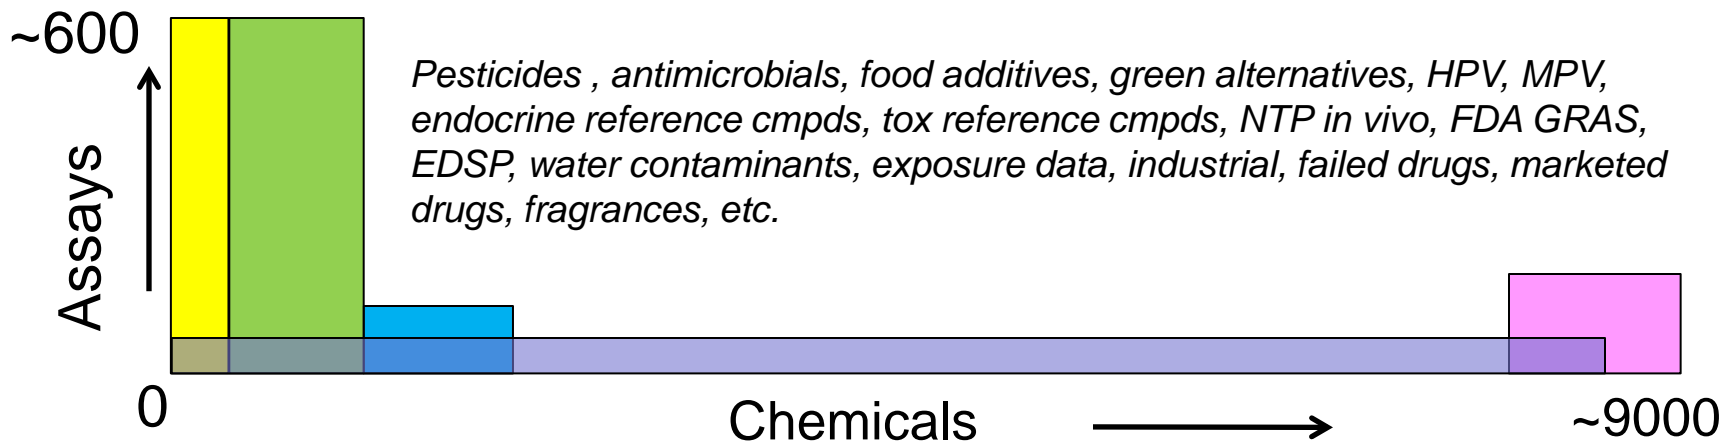 ~600
Assays
Pesticides , antimicrobials, food additives, green alternatives, HPV, MPV,
endocrine reference cmpds, tox reference cmpds, NTP in vivo, FDA GRAS,
EDSP, water contaminants, exposure data, industrial, failed drugs, marketed
drugs, fragrances, etc.
0
Chemicals
~9000